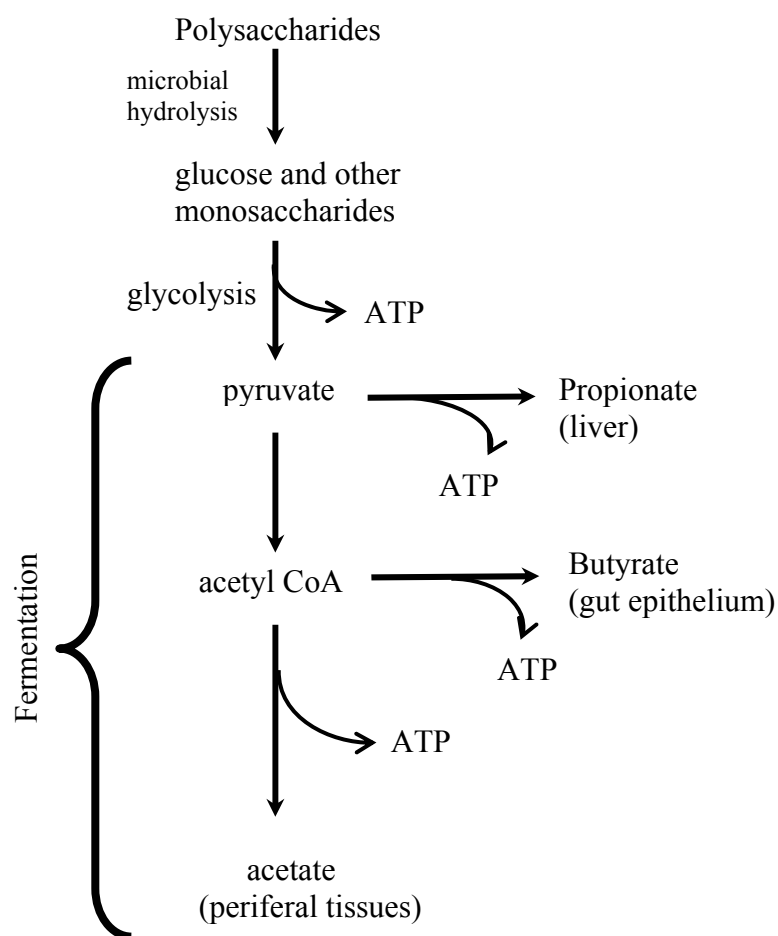 Polysaccharides
microbial
hydrolysis
glucose and other
monosaccharides
glycolysis
ATP
pyruvate
Propionate
(liver)
ATP
Fermentation
acetyl CoA
Butyrate
(gut epithelium)
ATP
ATP
acetate
(periferal tissues)